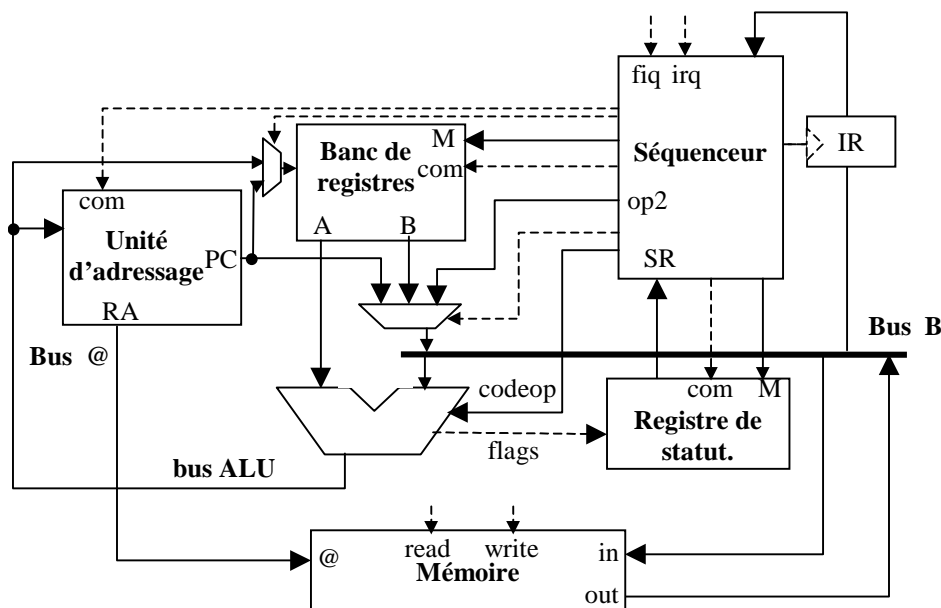 fiq irq
M
IR
Banc de
registres
com
Séquenceur
com
op2
A B
Unité
d'adressage
PC
SR
RA
Bus @
Bus B
codeop
com M
Registre de
statut.
flags
bus ALU
@
read write
in
Mémoire
out